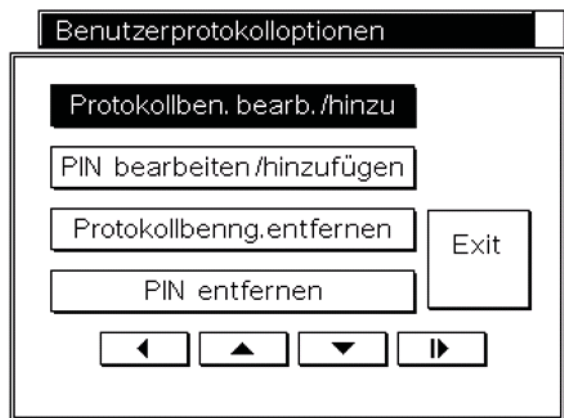 Benutzerprotokolloptionen
Protokollben. bearb./hinzu
PIN bearbeiten/hinzufügen
Protokollbenng.entfernen
Exit
PIN entfernen